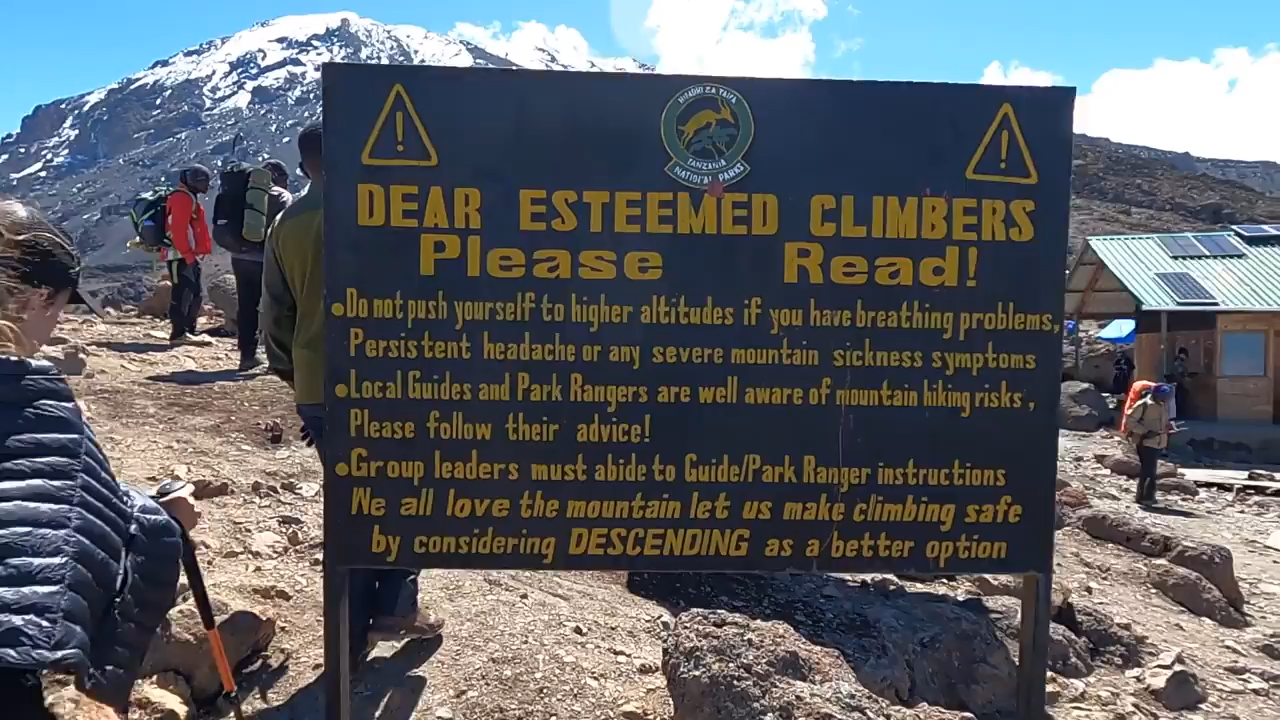 HIFADHI ZA TAIFA
TANZANIA
NATIONAL PARKS
DEAR ESTEEMED CLIMBERS
Please Read!
•Do not push yourself to higher altitudes if you have breathing problems,
Persistent headache or any severe mountain sickness symptoms
•Local Guides and Park Rangers are well aware of mountain hiking risks,
Please follow their advice!
•Group leaders must abide to Guide/Park Ranger instructions
We all love the mountain let us make climbing safe
by considering DESCENDING as a better option